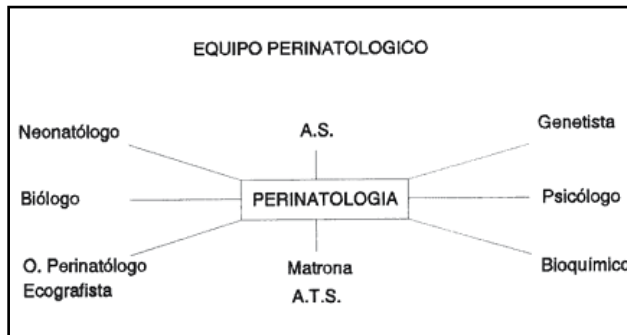 EQUIPO PERINATOLOGICO
Neonatólogo
A.S.
Genetista
Biólogo
PERINATOLOGIA
Psicólogo
O. Perinatólogo
Ecografista
Matrona
A.T.S.
Bioquímico